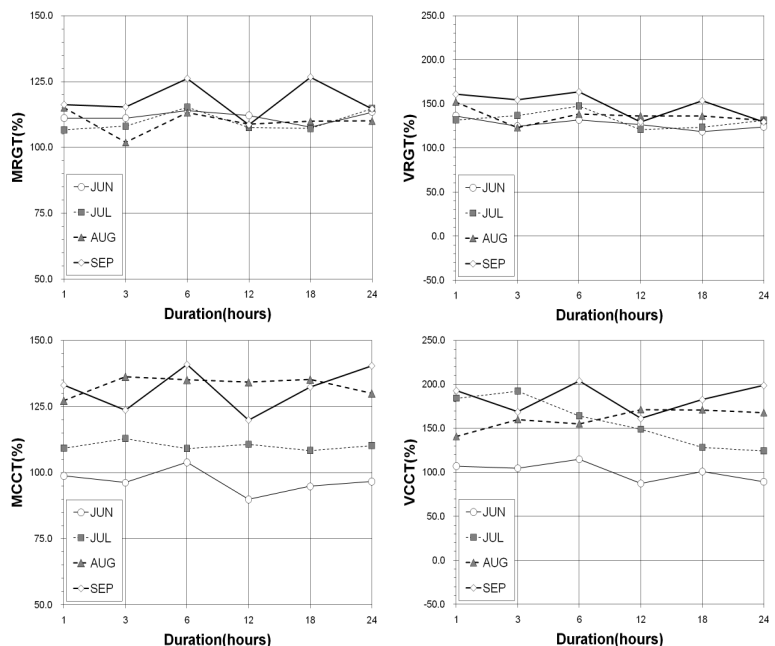 150.0
125.0
100.0
75.0
50.0
MRGT(%)
JUN
JUL
AUG
SEP
1 3 6 12 18 24
Duration(hours)
250.0
200.0
150.0
100.0
50.0
0.0
-50.0
VRGT(%)
JUN
JUL
AUG
SEP
1 3 6 12 18 24
Duration(hours)
150.0
125.0
100.0
75.0
50.0
MCCT(%)
JUN
JUL
AUG
SEP
1 3 6 12 18 24
Duration(hours)
250.0
200.0
150.0
100.0
50.0
0.0
-50.0
VCCT(%)
JUN
JUL
AUG
SEP
1 3 6 12 18 24
Duration(hours)